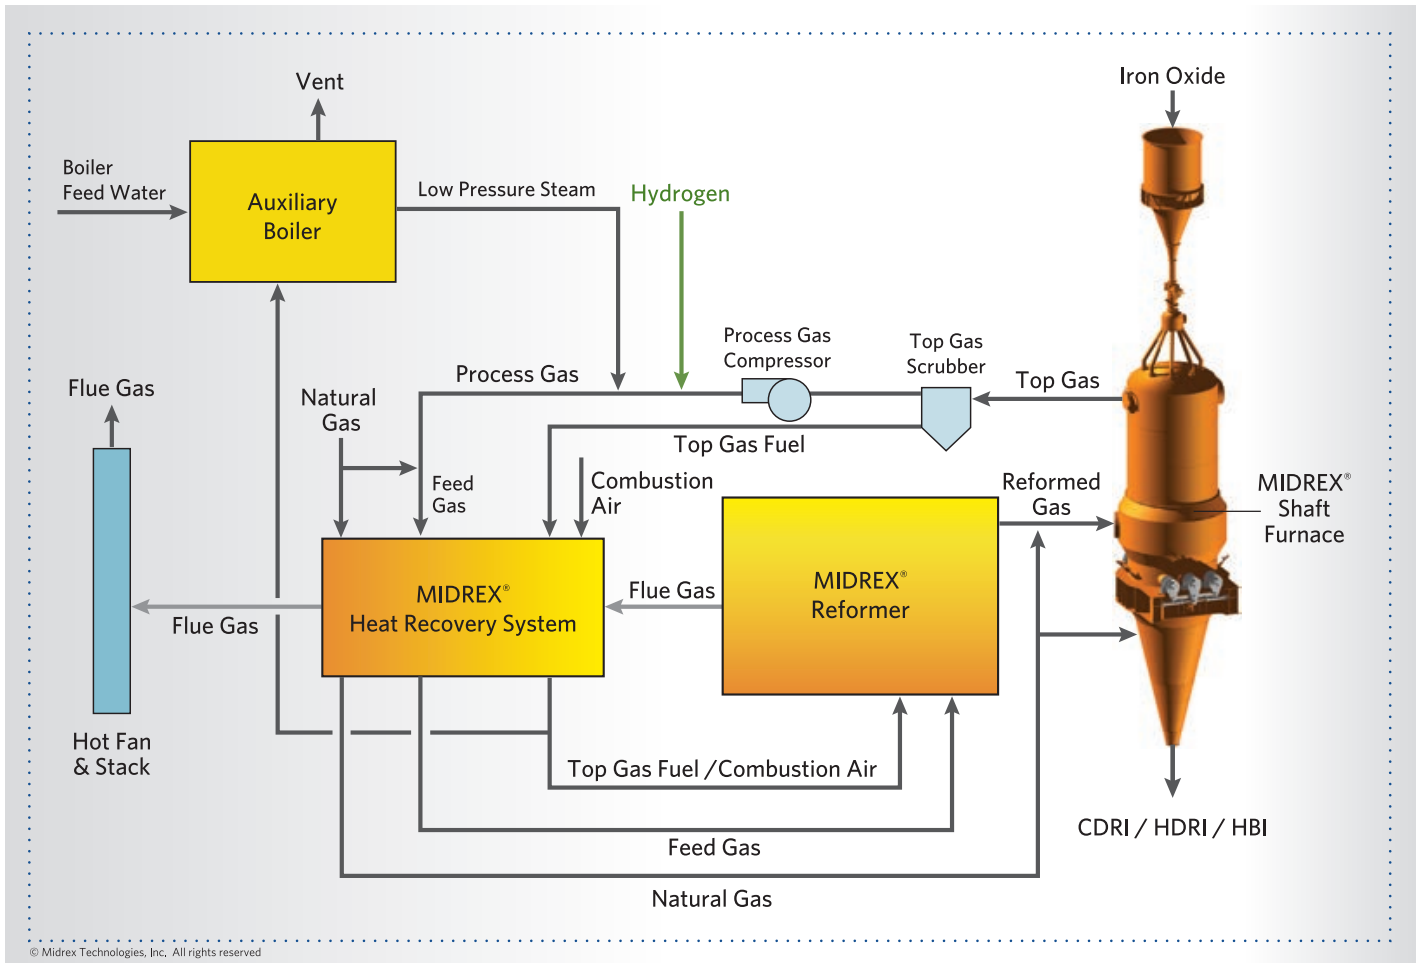 Vent
Iron Oxide
Boiler
Feed Water
Auxiliary
Boiler
Low Pressure Steam
Hydrogen
Process Gas
Compressor
Top Gas
Scrubber
Flue Gas
Natural
Gas
Process Gas
Top Gas
Top Gas Fuel
Feed
Gas
Combustion
Air
Reformed
Gas
MIDREX®
Shaft
Furnace
MIDREX®
Heat Recovery System
Flue Gas
MIDREX®
Reformer
Flue Gas
Hot Fan
& Stack
Top Gas Fuel /Combustion Air
CDRI / HDRI / HBI
Feed Gas
Natural Gas
© Midrex Technologies, Inc, All rights reserved